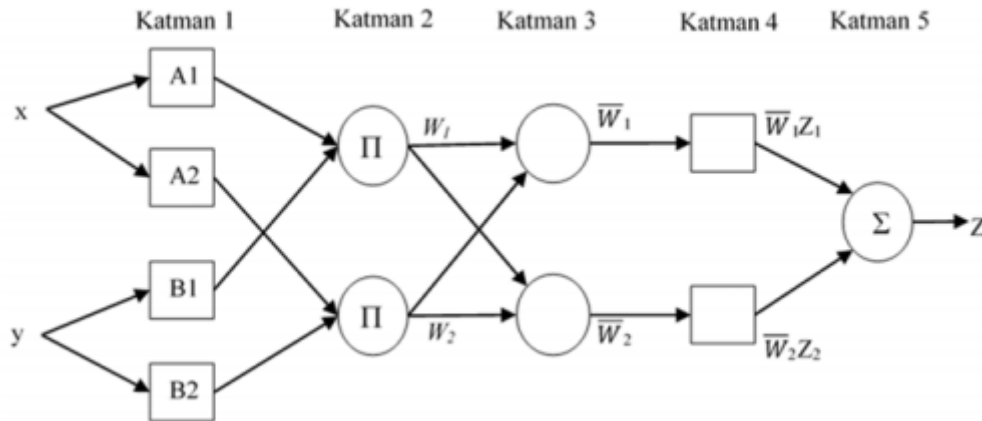 Katman 1 Katman 2 Katman 3 Katman 4 Katman 5
x
A1
A2
B1
B2
y
Π
Π
W₁
W₂
W̅₁
W̅₂
W̅₁Z₁
W̅₂Z₂
Σ
Z